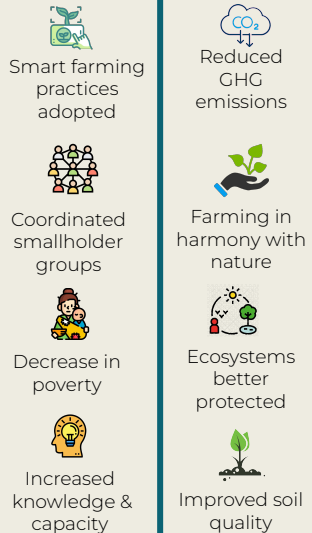 Smart farming
practices
adopted
Coordinated
smallholder
groups
Decrease in
poverty
Increased
knowledge &
capacity
CO₂
Reduced
GHG
emissions
Farming in
harmony with
nature
Ecosystems
better
protected
Improved soil
quality